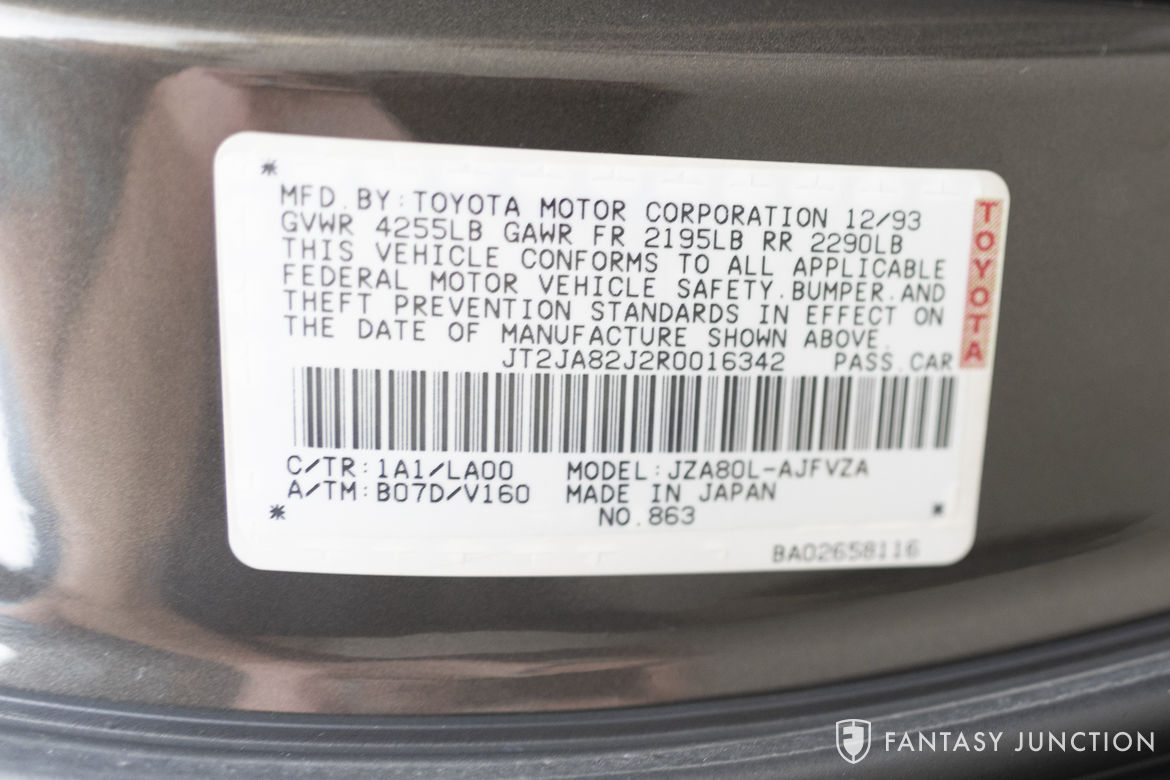 MFD. BY: TOYOTA MOTOR CORPORATION 12/93
GVWR 4255LB GAWR FR 2195LB RR 2290LB
THIS VEHICLE CONFORMS TO ALL APPLICABLE
FEDERAL MOTOR VEHICLE SAFETY.BUMPER.AND
THEFT PREVENTION STANDARDS IN EFFECT ON
THE DATE OF MANUFACTURE SHOWN ABOVE.
JT2JA82J2R0016342 PASS.CAR
TOYOTA
C/TR:1A1/LA00 MODEL:JZA80L-AJFVZA
A/TM:B07D/V160 MADE IN JAPAN
NO.863
BA02658116
FANTASY JUNCTION